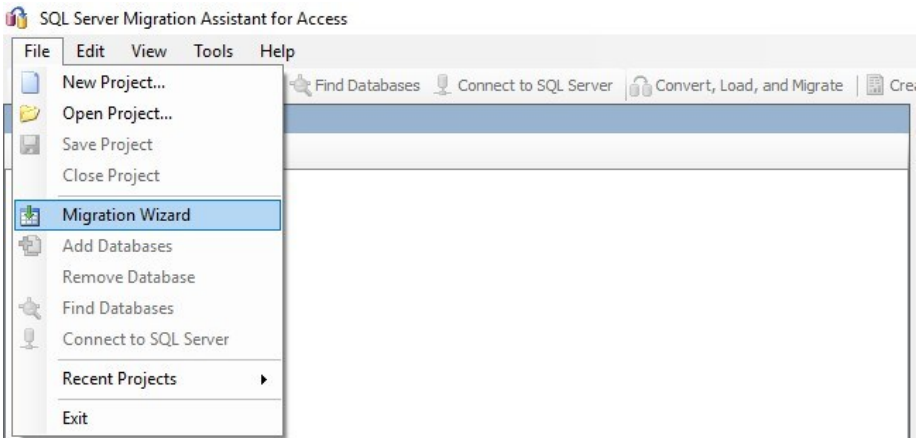 SQL Server Migration Assistant for Access
File Edit View Tools Help
Find Databases Connect to SQL Server Convert, Load, and Migrate
New Project...
Open Project...
Save Project
Close Project
Migration Wizard
Add Databases
Remove Database
Find Databases
Connect to SQL Server
Recent Projects
Exit